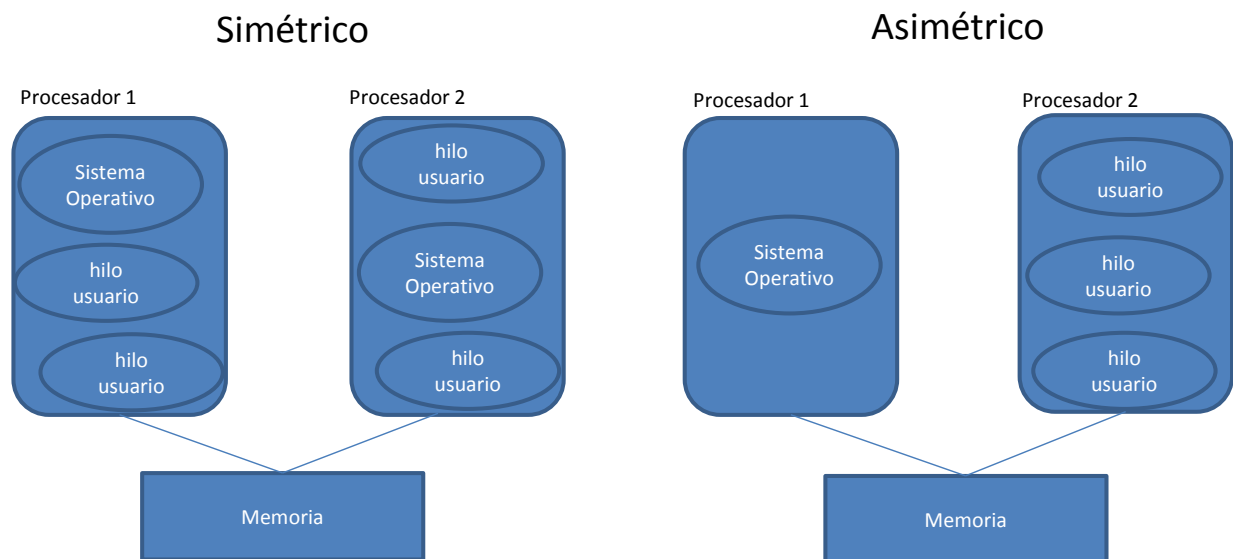 Simétrico
Procesador 1
Sistema
Operativo
hilo
usuario
hilo
usuario
Procesador 2
hilo
usuario
Sistema
Operativo
hilo
usuario
Memoria
Asimétrico
Procesador 1
Sistema
Operativo
Procesador 2
hilo
usuario
hilo
usuario
hilo
usuario
Memoria